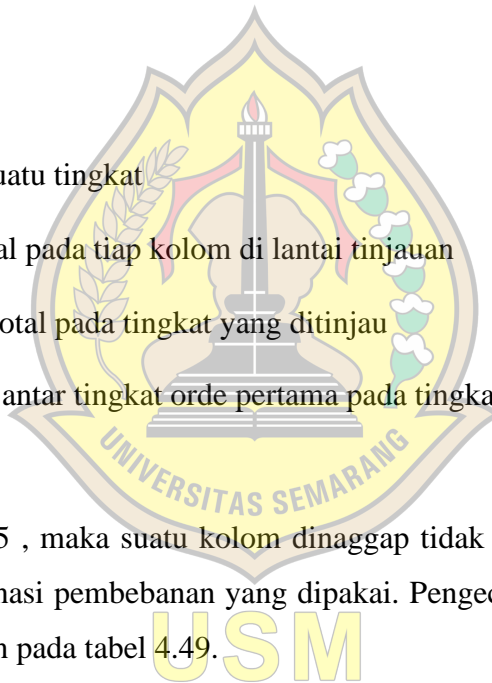 uatu tingkat
al pada tiap kolom di lantai tinjauan
otal pada tingkat yang ditinjau
antar tingkat orde pertama pada tingka
UNIVERSITAS SEMARANG
5 , maka suatu kolom dinaggap tidak
nasi pembebanan yang dipakai. Penged
n pada tabel 4.49.
USM